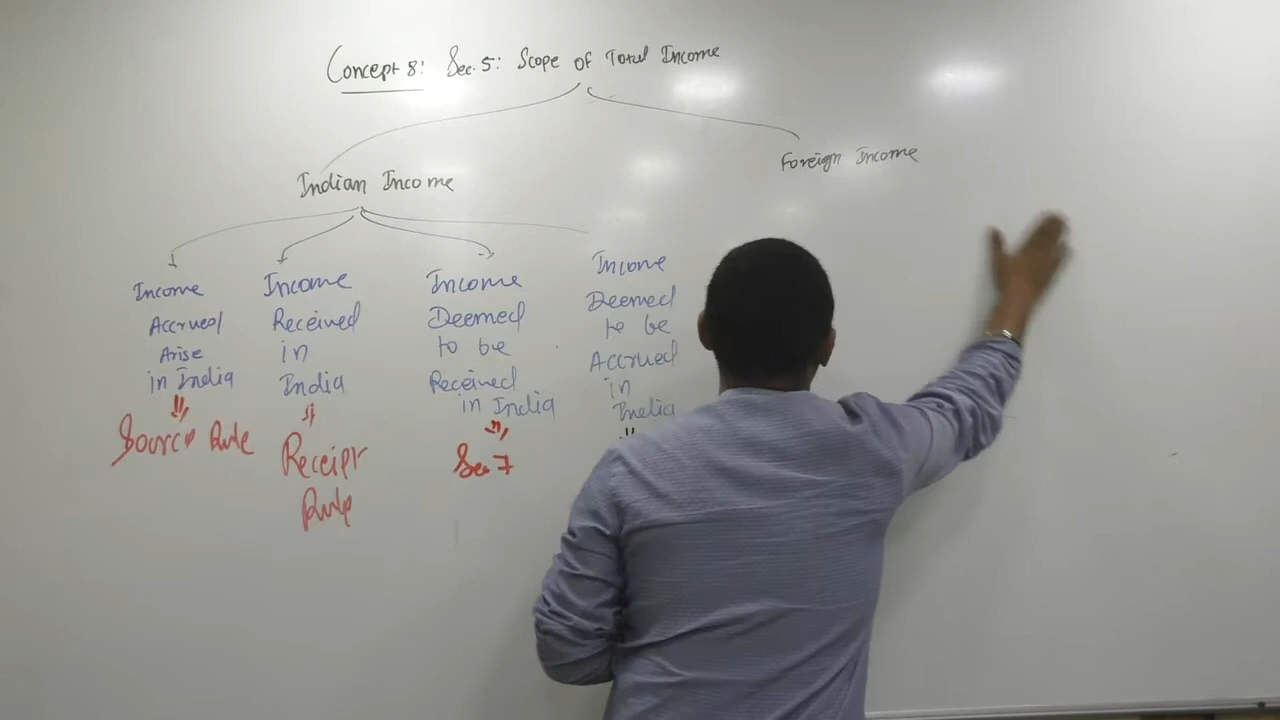 Concept 8: Sec. 5: Scope of Total Income
Indian Income
Foreign Income
Income
Accrued
Arise
in India
Source Rule
Income
Received
in
India
Receipt
Rule
Income
Deemed
to be
Received
in India
Sec 7
Income
Deemed
to be
Accrued
in
India